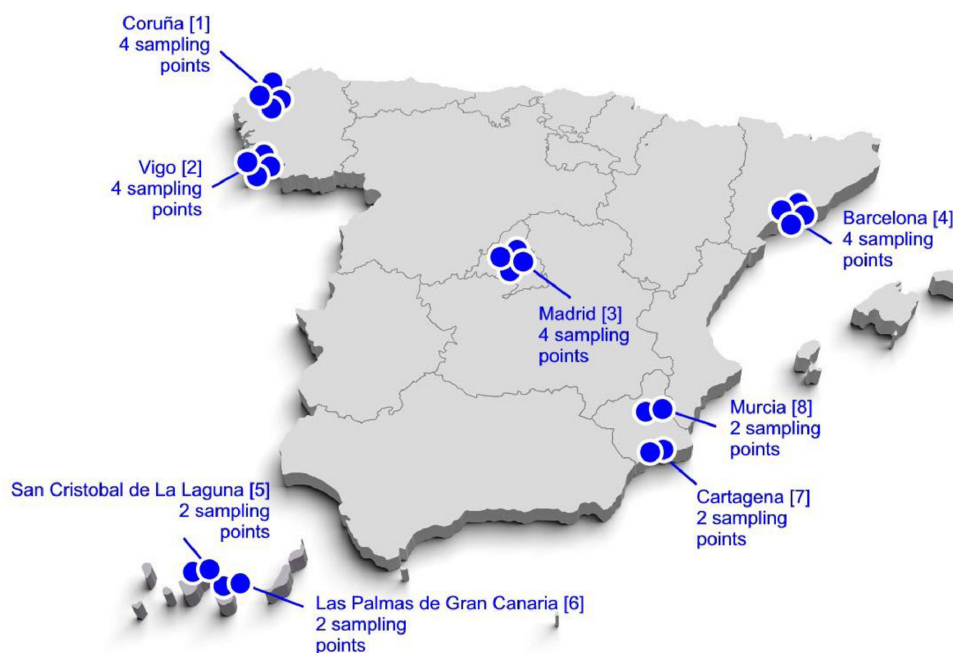 Coruña [1]
4 sampling
points
Vigo [2]
4 sampling
points
Barcelona [4]
4 sampling
points
Madrid [3]
4 sampling
points
Murcia [8]
2 sampling
points
San Cristobal de La Laguna [5]
2 sampling
points
Cartagena [7]
2 sampling
points
Las Palmas de Gran Canaria [6]
2 sampling
points